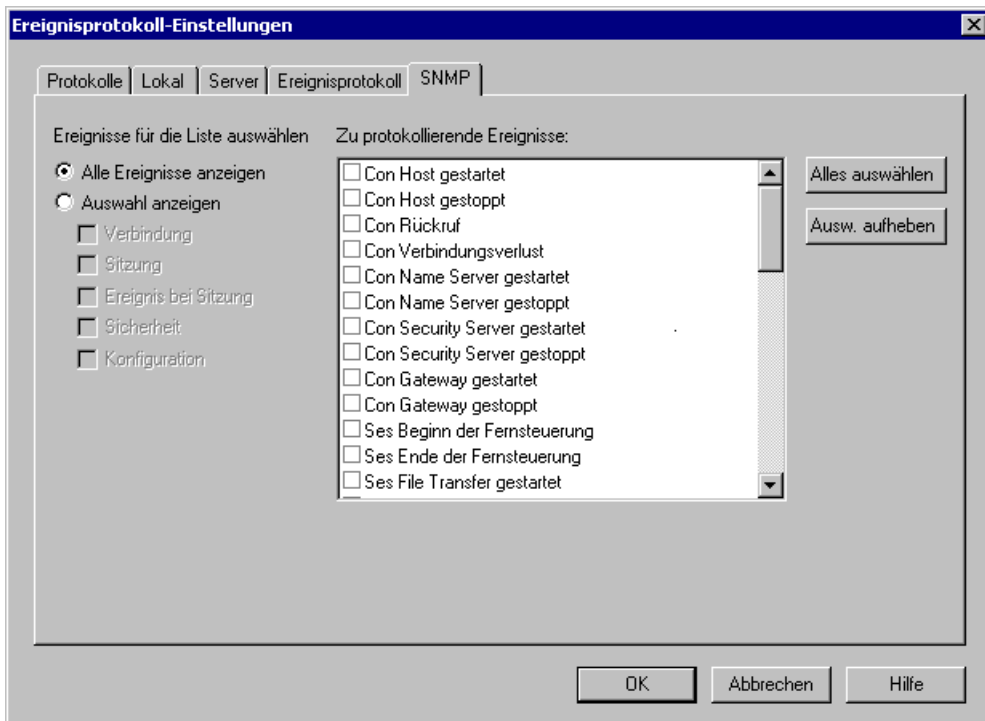 Ereignisprotokoll-Einstellungen
Protokolle Lokal Server Ereignisprotokoll SNMP
Ereignisse für die Liste auswählen
Alle Ereignisse anzeigen
Auswahl anzeigen
Verbindung
Sitzung
Ereignis bei Sitzung
Sicherheit
Konfiguration
Zu protokollierende Ereignisse:
Con Host gestartet
Con Host gestoppt
Con Rückruf
Con Verbindungsverlust
Con Name Server gestartet
Con Name Server gestoppt
Con Security Server gestartet
Con Security Server gestoppt
Con Gateway gestartet
Con Gateway gestoppt
Ses Beginn der Fernsteuerung
Ses Ende der Fernsteuerung
Ses File Transfer gestartet
Alles auswählen
Ausw. aufheben
OK Abbrechen Hilfe